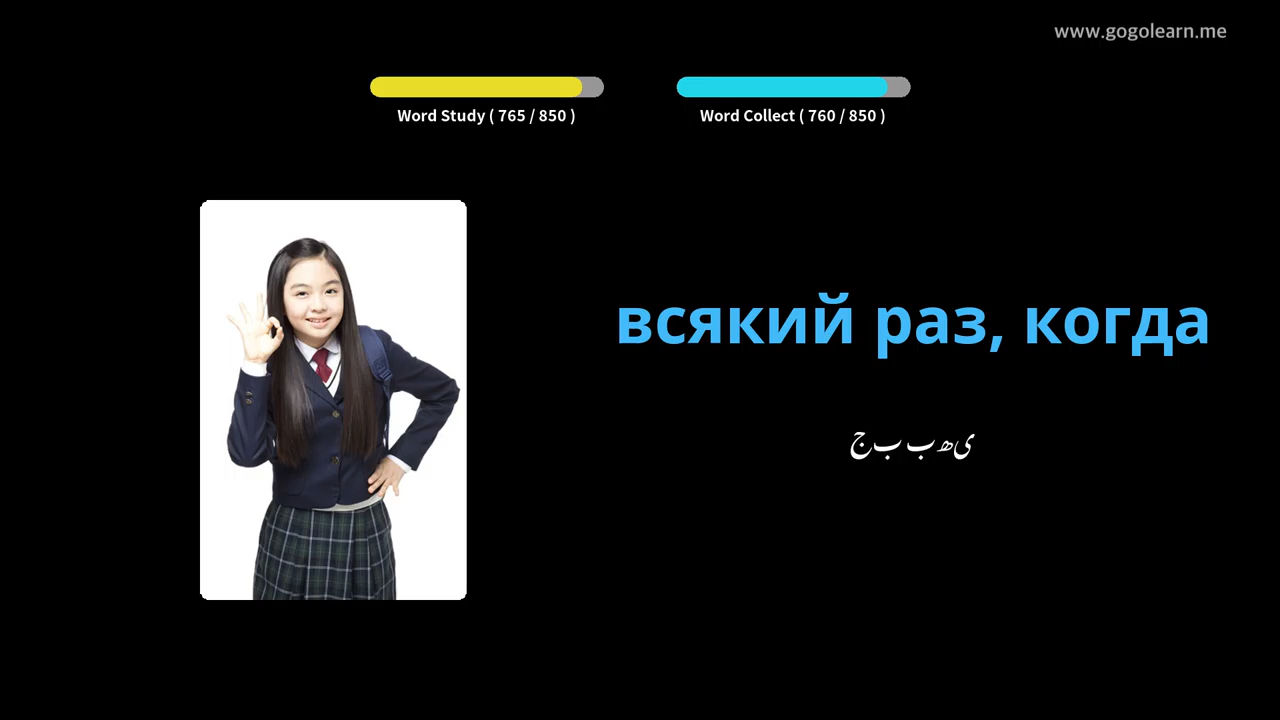 www.gogolearn.me
Word Study ( 765 / 850 )
Word Collect ( 760 / 850 )
всякий раз, когда
جب بھی